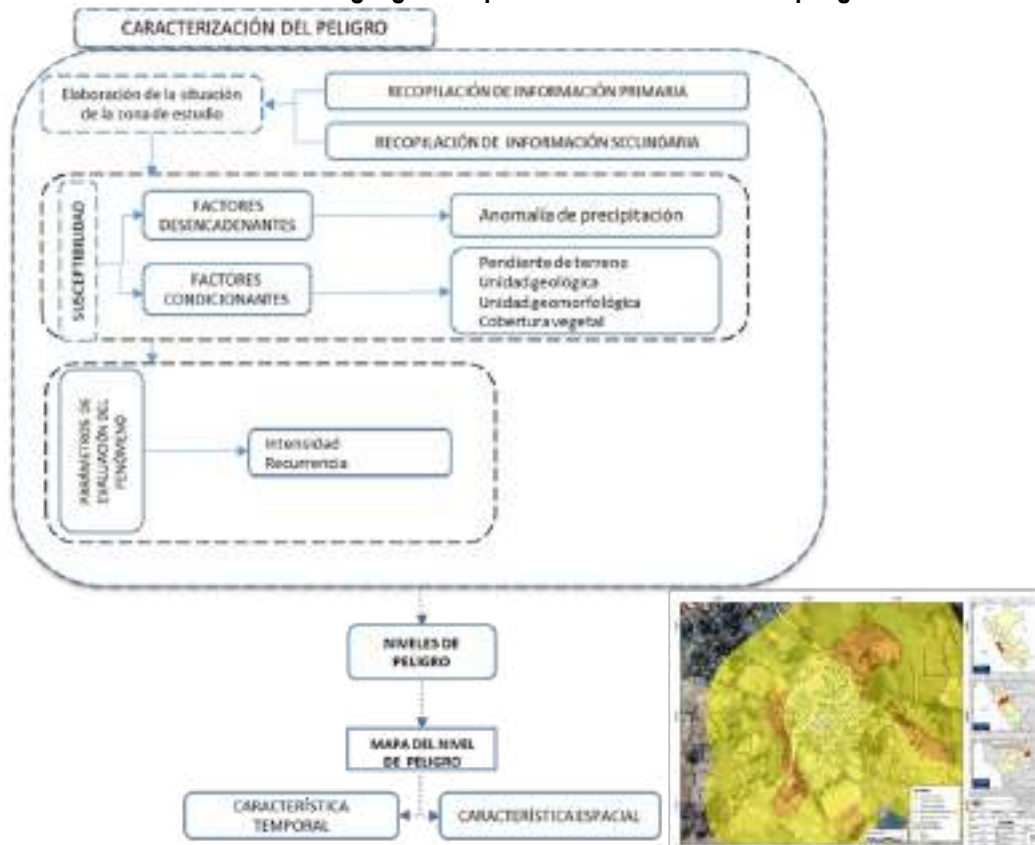 CARACTERIZACIÓN DEL PELIGRO
Elaboración de la situación
de la zona de estudio
RECOPILACIÓN DE INFORMACIÓN PRIMARIA
RECOPILACIÓN DE INFORMACIÓN SECUNDARIA
SUSCEPTIBILIDAD
FACTORES
DESENCADENANTES
Anomalía de precipitación
FACTORES
CONDICIONANTES
Pendiente de terreno
Unidad geológica
Unidad geomorfológica
Cobertura vegetal
PARÁMETROS DE
EVALUACIÓN DEL
FENÓMENO
Intensidad
Recurrencia
NIVELES DE
PELIGRO
MAPA DEL NIVEL
DE PELIGRO
CARACTERÍSTICA
TEMPORAL
CARACTERÍSTICA ESPACIAL